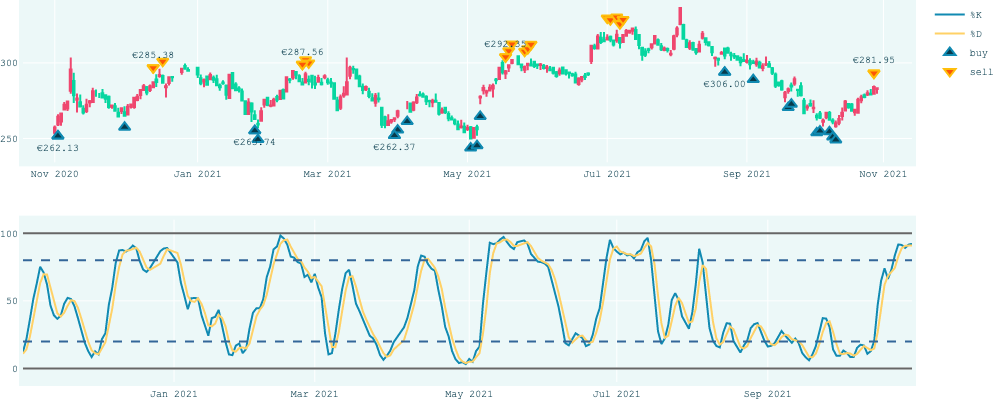 %K
%D
buy
sell
€285.38
€287.56
€292.35
€281.95
300
€306.00
250
€262.13
€262.37
Nov 2020
Jan 2021
Mar 2021
May 2021
Jul 2021
Sep 2021
Nov 2021
100
50
0
Jan 2021
Mar 2021
May 2021
Jul 2021
Sep 2021